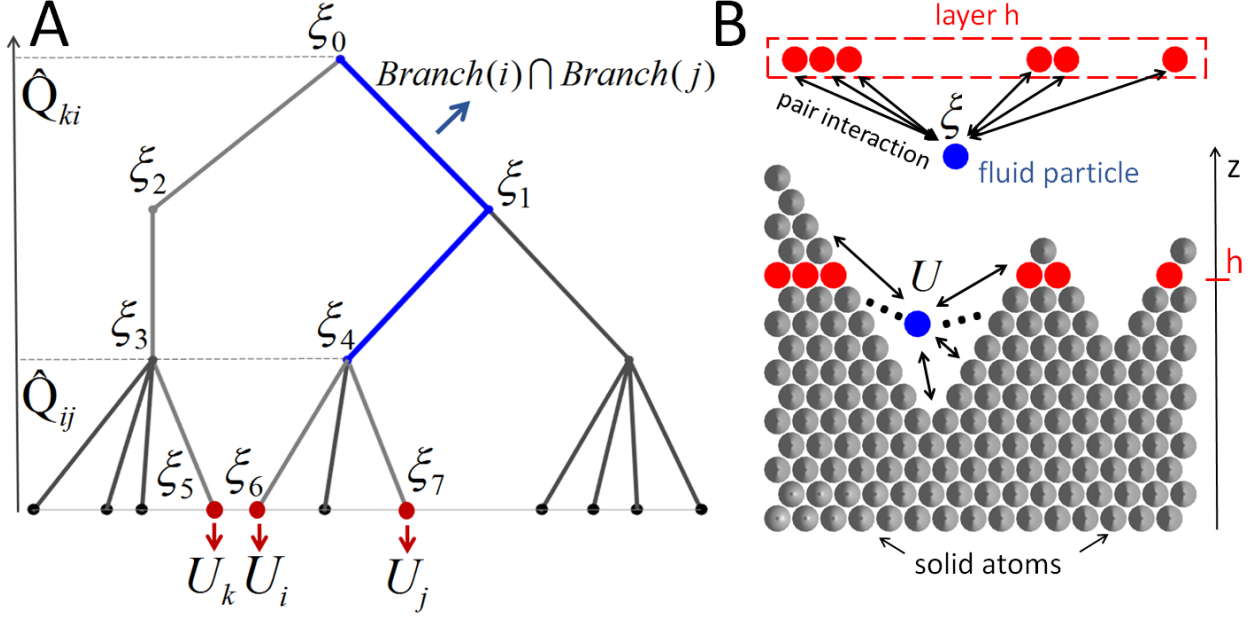 A
ξ₀
Branch(i)⋂Branch(j)
Q̂ₖᵢ
ξ₂
ξ₁
ξ₃
ξ₄
Q̂ᵢⱼ
ξ₅
ξ₆
ξ₇
Uₖ
Uᵢ
Uⱼ
B
layer h
pair interaction
ξ
fluid particle
z
h
U
solid atoms